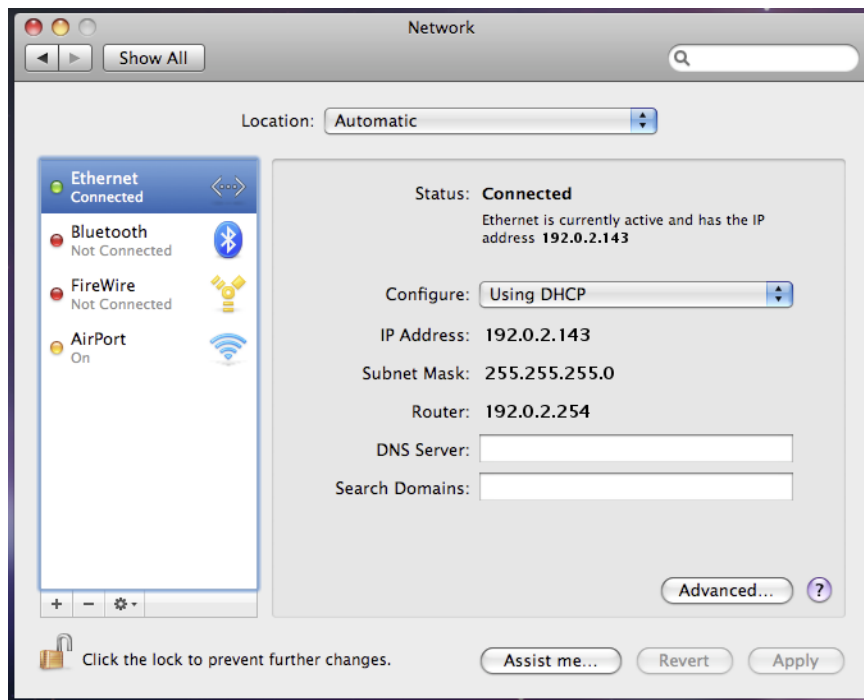 Network
Show All
Location: Automatic
Ethernet
Connected
Bluetooth
Not Connected
FireWire
Not Connected
AirPort
On
Status: Connected
Ethernet is currently active and has the IP
address 192.0.2.143
Configure: Using DHCP
IP Address: 192.0.2.143
Subnet Mask: 255.255.255.0
Router: 192.0.2.254
DNS Server:
Search Domains:
Advanced... ?
Click the lock to prevent further changes.
Assist me... Revert Apply